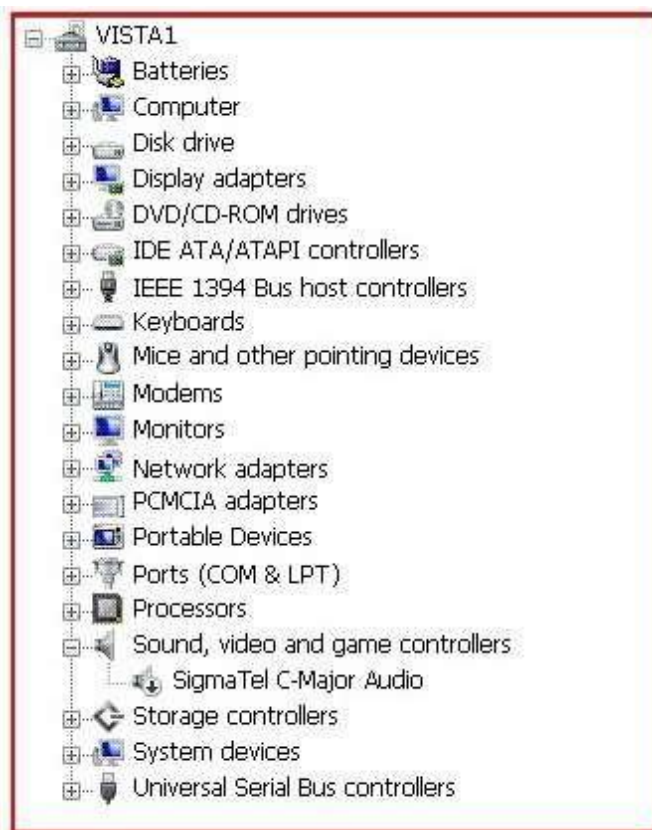 VISTA1
Batteries
Computer
Disk drive
Display adapters
DVD/CD-ROM drives
IDE ATA/ATAPI controllers
IEEE 1394 Bus host controllers
Keyboards
Mice and other pointing devices
Modems
Monitors
Network adapters
PCMCIA adapters
Portable Devices
Ports (COM & LPT)
Processors
Sound, video and game controllers
SigmaTel C-Major Audio
Storage controllers
System devices
Universal Serial Bus controllers